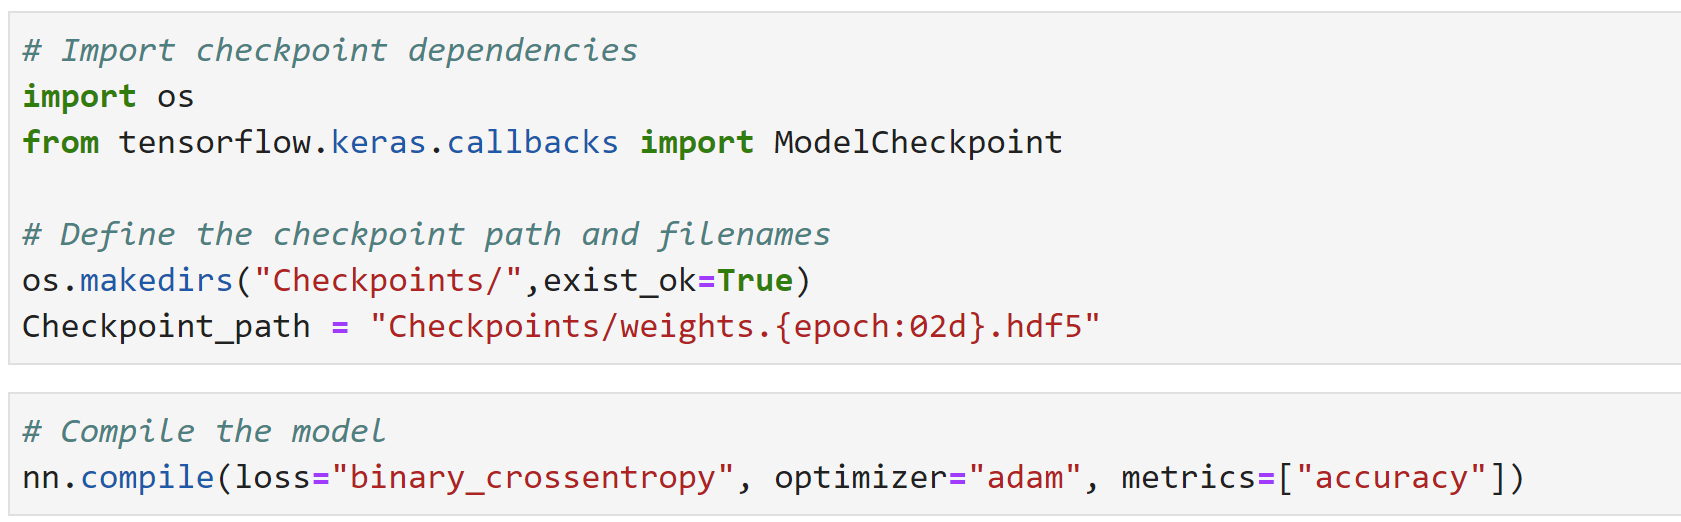 # Import checkpoint dependencies
import os
from tensorflow.keras.callbacks import ModelCheckpoint
# Define the checkpoint path and filenames
os.makedirs("Checkpoints/",exist_ok=True)
Checkpoint_path = "Checkpoints/weights.{epoch:02d}.hdf5"
# Compile the model
nn.compile(loss="binary_crossentropy", optimizer="adam", metrics=["accuracy"])